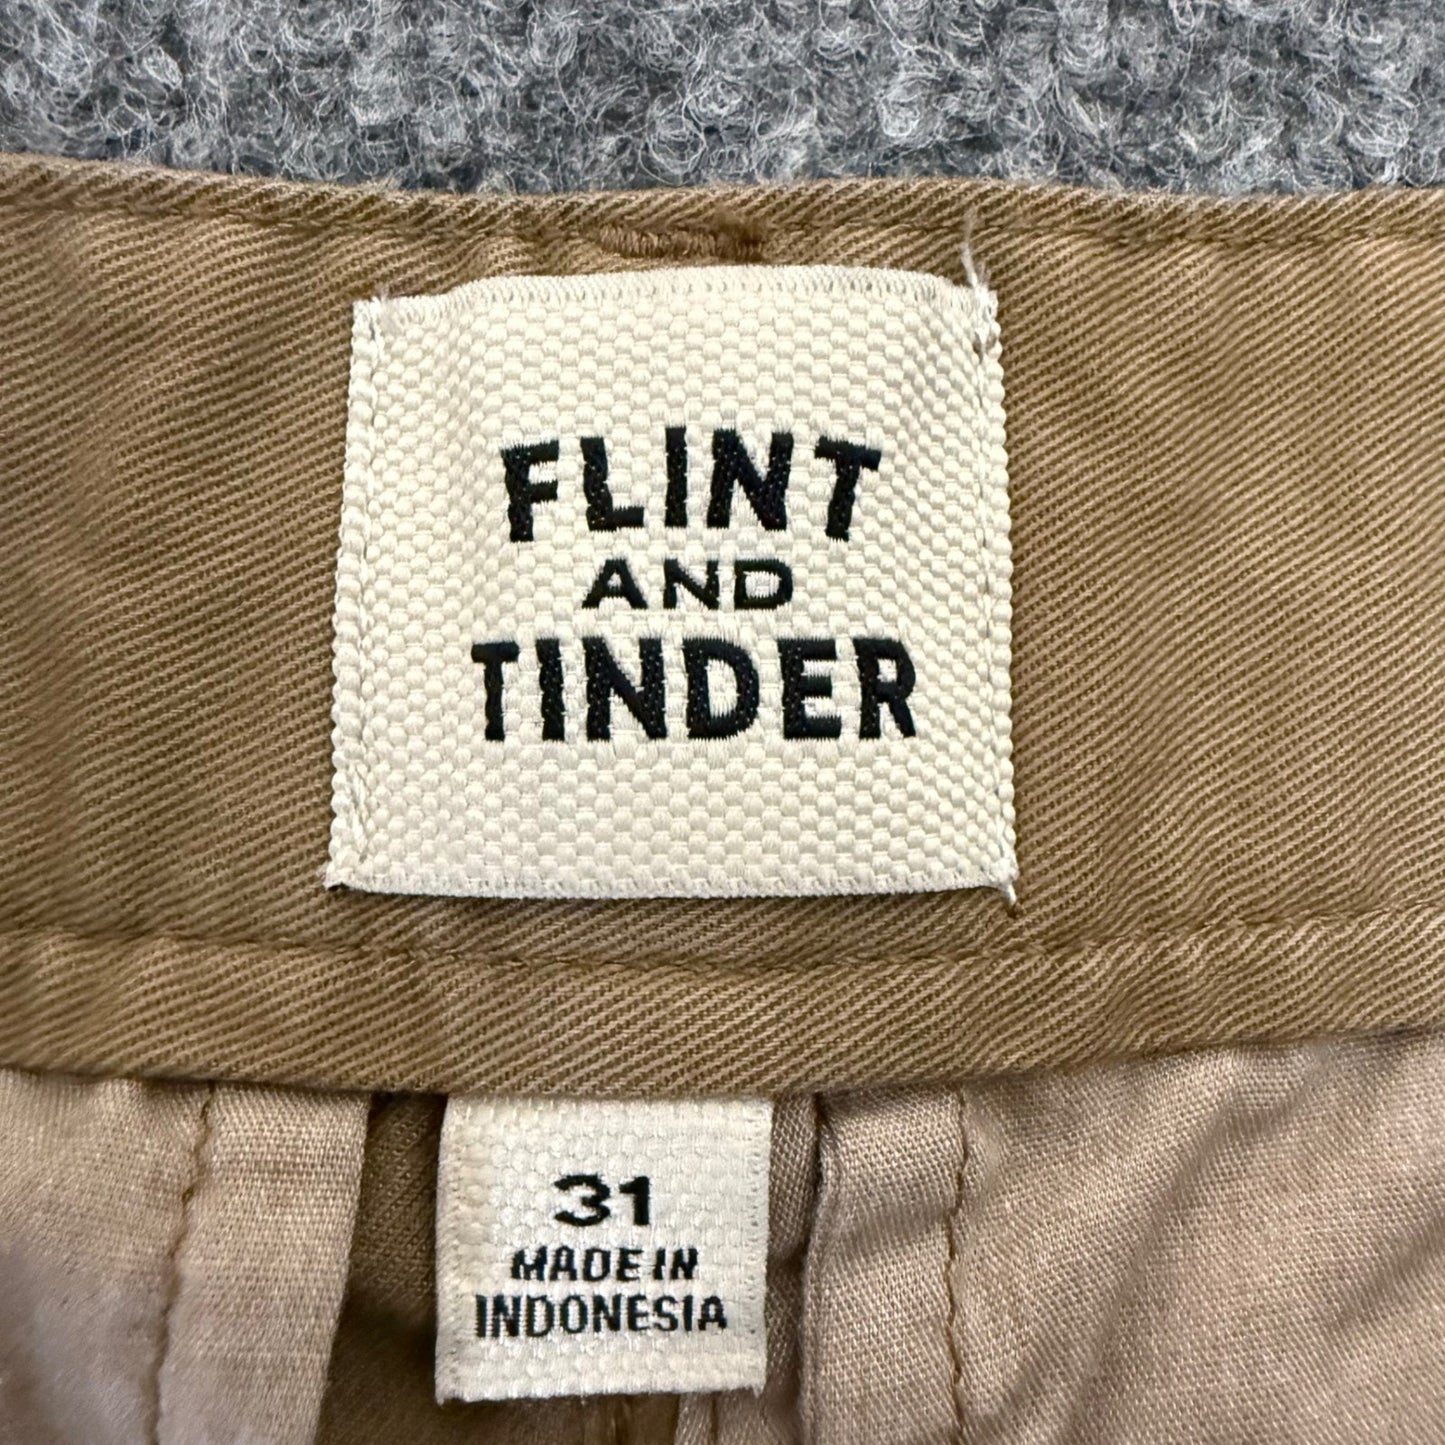 FLINT
AND
TINDER
31
MADE IN
INDONESIA